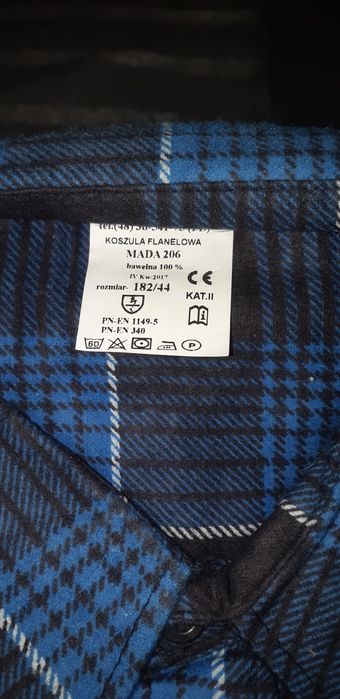 KOSZULA FLANELOWA
MADA 206
bawełna 100 %
IV Kw.2017
rozmiar- 182/44
CE
KAT.II
PN-EN 1149-5
PN-EN 340
60
P